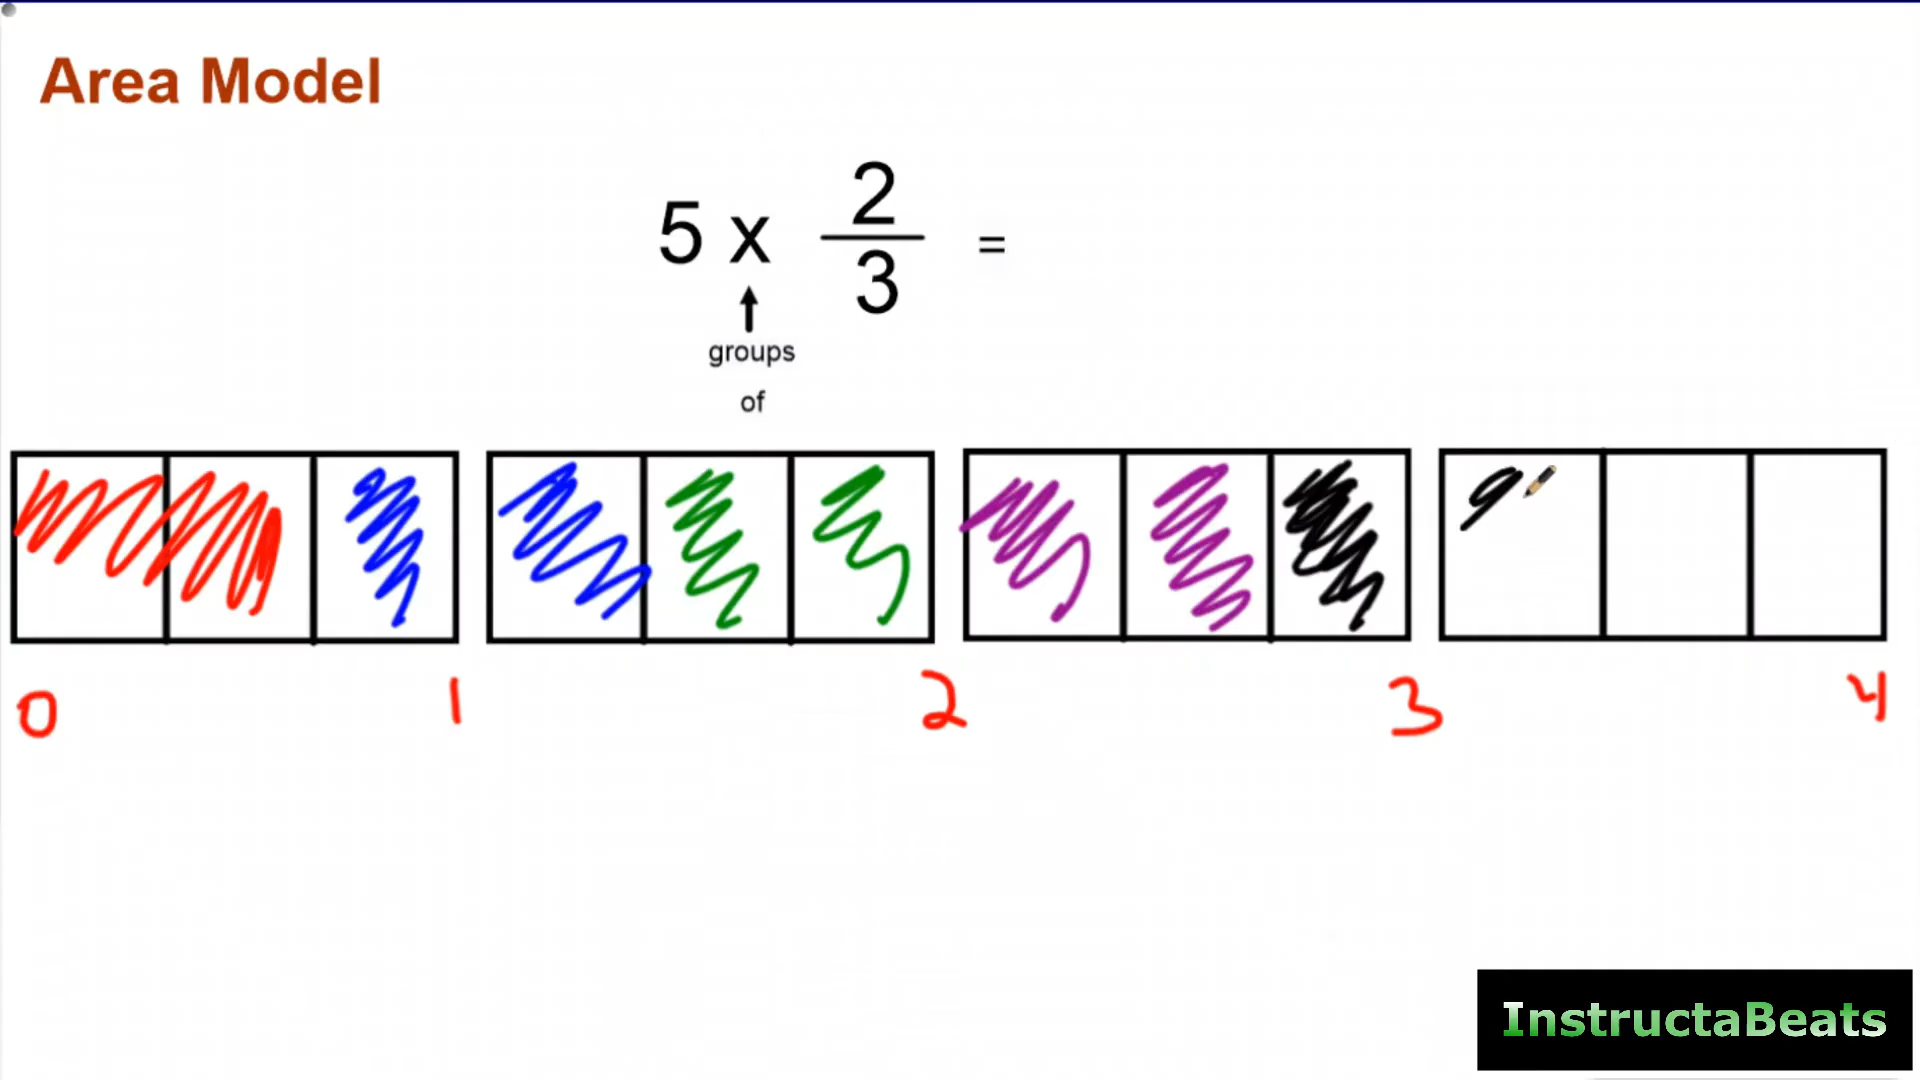 Area Model
5 x 2/3 =
groups
of
0 1 2 3 4
InstructaBeats